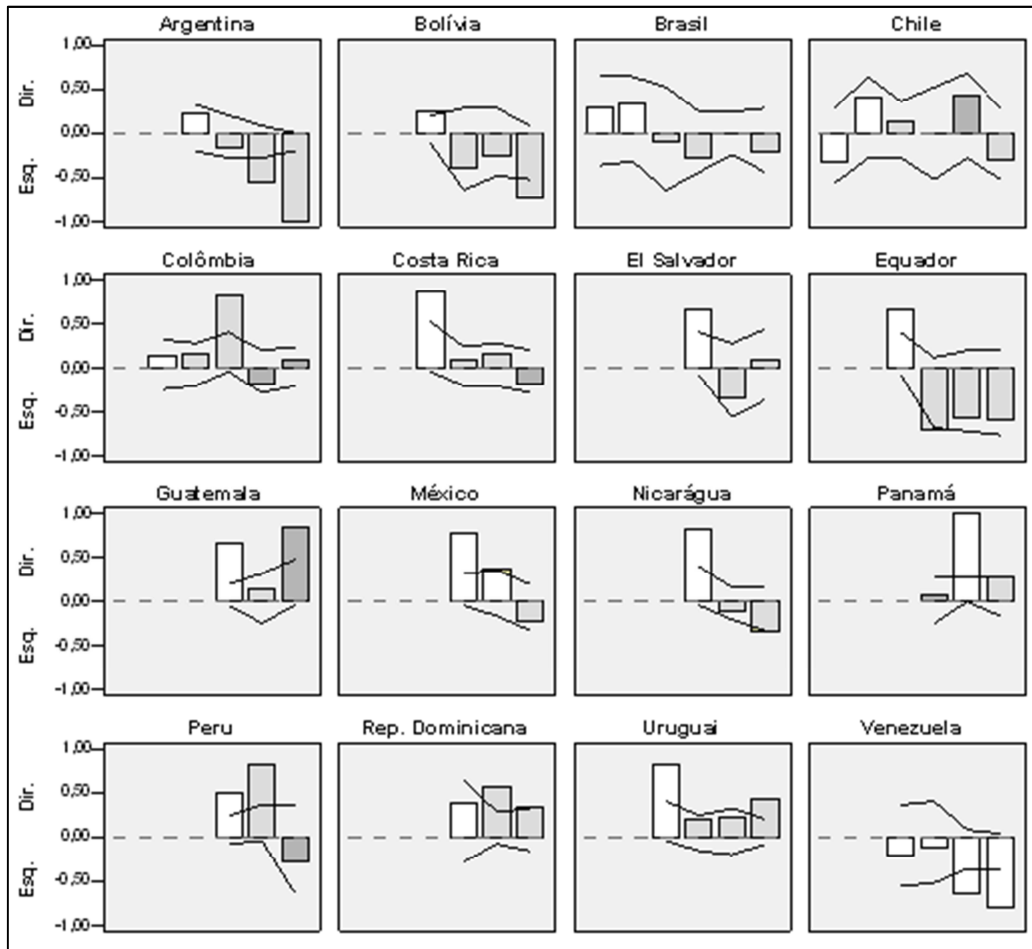 Argentina Bolívia Brasil Chile
1,00
0,50
0,00
-0,50
-1,00
Dir.
Esq.
Colômbia Costa Rica El Salvador Equador
1,00
0,50
0,00
-0,50
-1,00
Dir.
Esq.
Guatemala México Nicarágua Panamá
1,00
0,50
0,00
-0,50
-1,00
Dir.
Esq.
Peru Rep. Dominicana Uruguai Venezuela
1,00
0,50
0,00
-0,50
-1,00
Dir.
Esq.